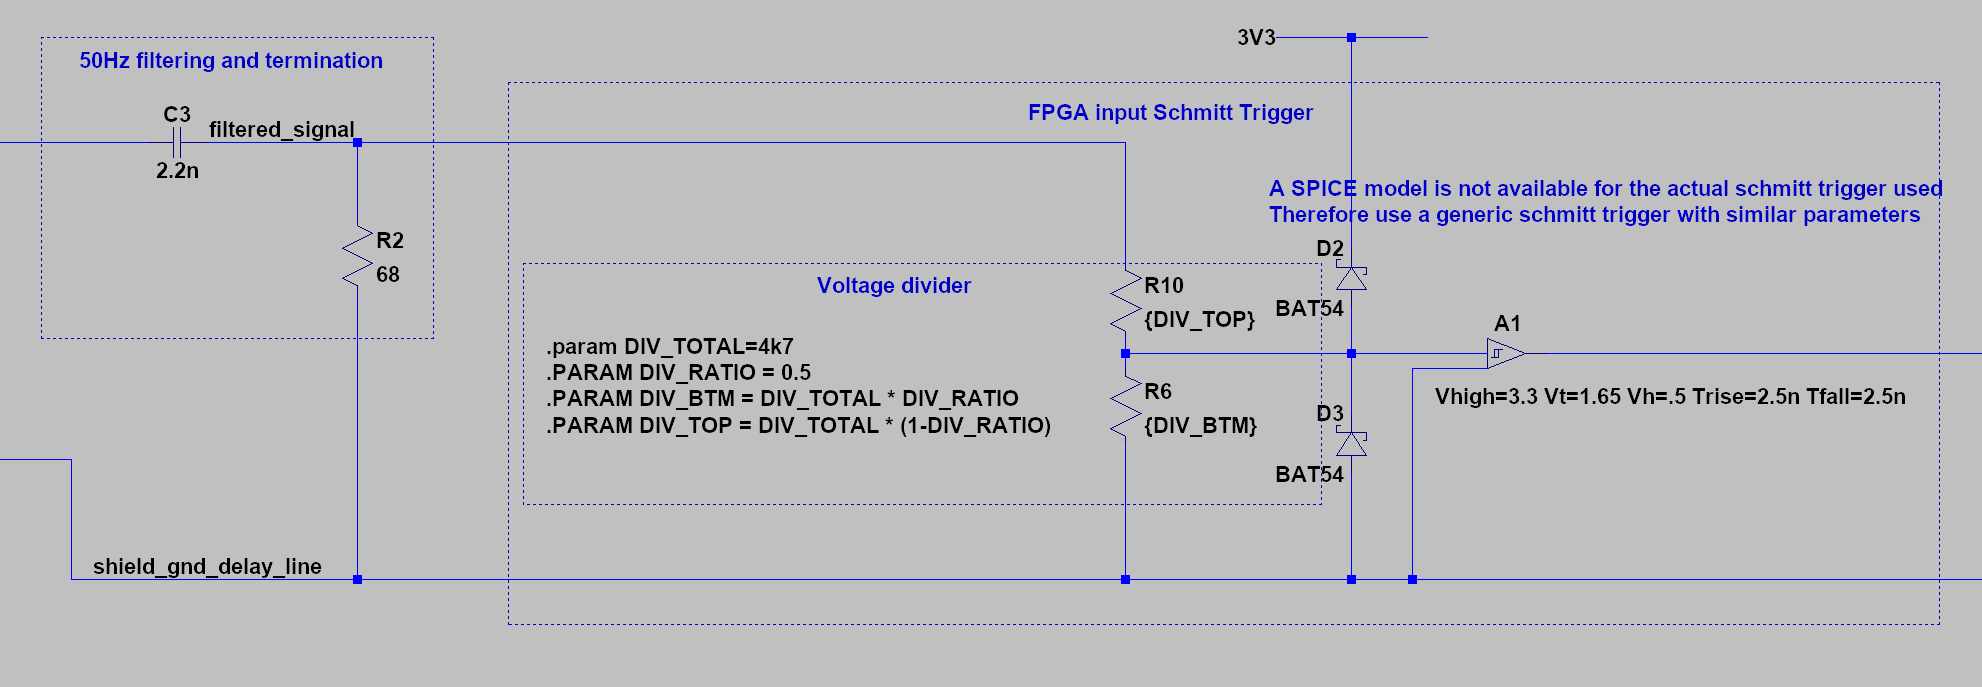 3V3
50Hz filtering and termination
C3
filtered_signal
2.2n
R2
68
FPGA input Schmitt Trigger
A SPICE model is not available for the actual schmitt trigger used
Therefore use a generic schmitt trigger with similar parameters
Voltage divider
R10
{DIV_TOP}
.param DIV_TOTAL=4k7
.PARAM DIV_RATIO = 0.5
.PARAM DIV_BTM = DIV_TOTAL * DIV_RATIO
.PARAM DIV_TOP = DIV_TOTAL * (1-DIV_RATIO)
R6
{DIV_BTM}
D2
BAT54
D3
BAT54
A1
Vhigh=3.3 Vt=1.65 Vh=.5 Trise=2.5n Tfall=2.5n
shield_gnd_delay_line